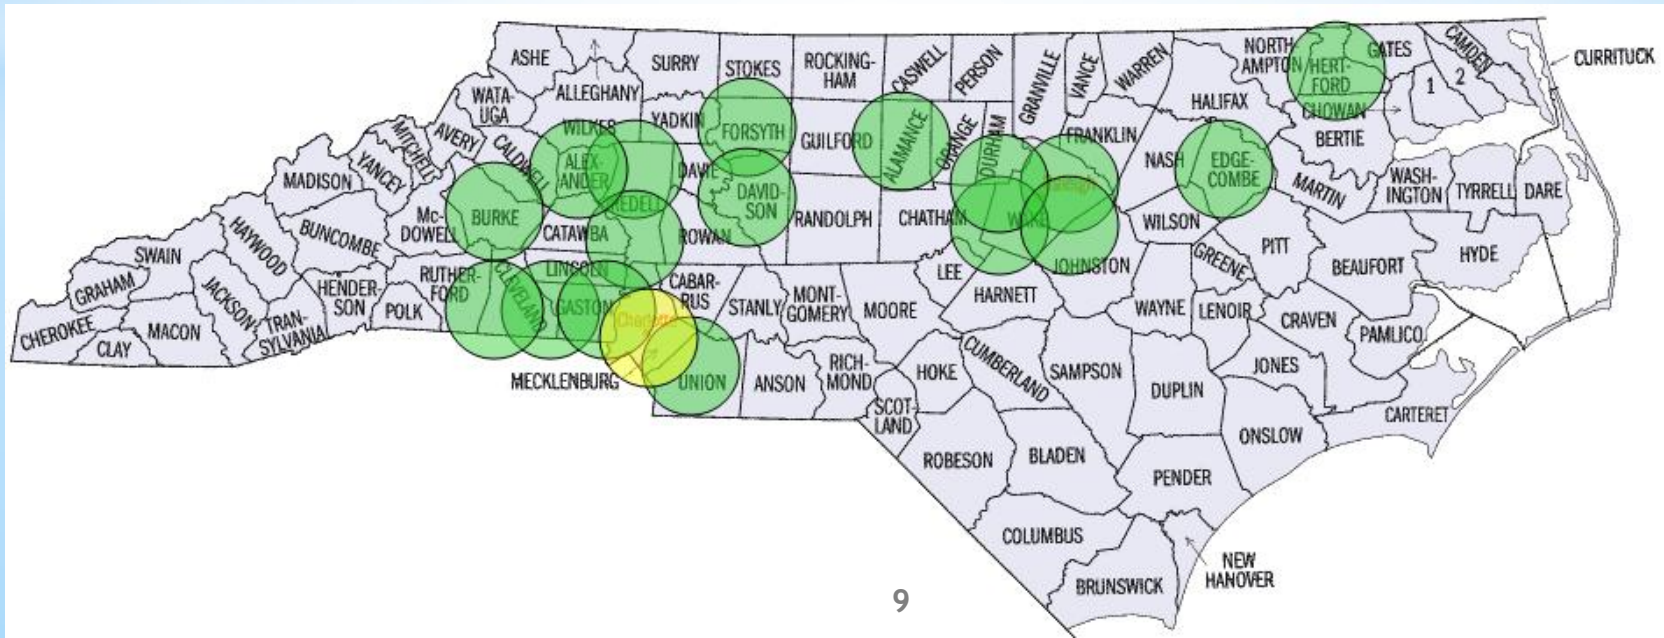 ASHE
ALLEGHANY
SURRY
STOKES
ROCKING-
HAM
CASWELL
PERSON
GRANVILLE
VANCE
WARREN
NORTH-
AMPTON
HERT-
FORD
GATES
CAMDEN
CURRITUCK
1
2
CHOWAN
HALIFAX
BERTIE
WATA-
UGA
WILKES
YADKIN
FORSYTH
GUILFORD
ALAMANCE
ORANGE
DURHAM
FRANKLIN
NASH
EDGE-
COMBE
MARTIN
WASH-
INGTON
TYRRELL
DARE
MITCHELL
AVERY
CALDWELL
ALEX-
ANDER
IREDELL
DAVIE
DAVID-
SON
RANDOLPH
CHATHAM
WAKE
Raleigh
WILSON
PITT
BEAUFORT
HYDE
MADISON
YANCEY
Mc-
DOWELL
BURKE
CATAWBA
ROWAN
LEE
JOHNSTON
GREENE
SWAIN
HAYWOOD
BUNCOMBE
RUTHER-
FORD
CLEVELAND
LINCOLN
GASTON
CABAR-
RUS
STANLY
MONT-
GOMERY
MOORE
HARNETT
WAYNE
LENOIR
CRAVEN
PAMLICO
GRAHAM
CHEROKEE
CLAY
MACON
JACKSON
TRAN-
SYLVANIA
HENDER-
SON
POLK
Charlotte
MECKLENBURG
UNION
ANSON
RICH-
MOND
SCOT-
LAND
HOKE
CUMBERLAND
SAMPSON
DUPLIN
JONES
CARTERET
ONSLOW
ROBESON
BLADEN
PENDER
COLUMBUS
BRUNSWICK
NEW
HANOVER
9